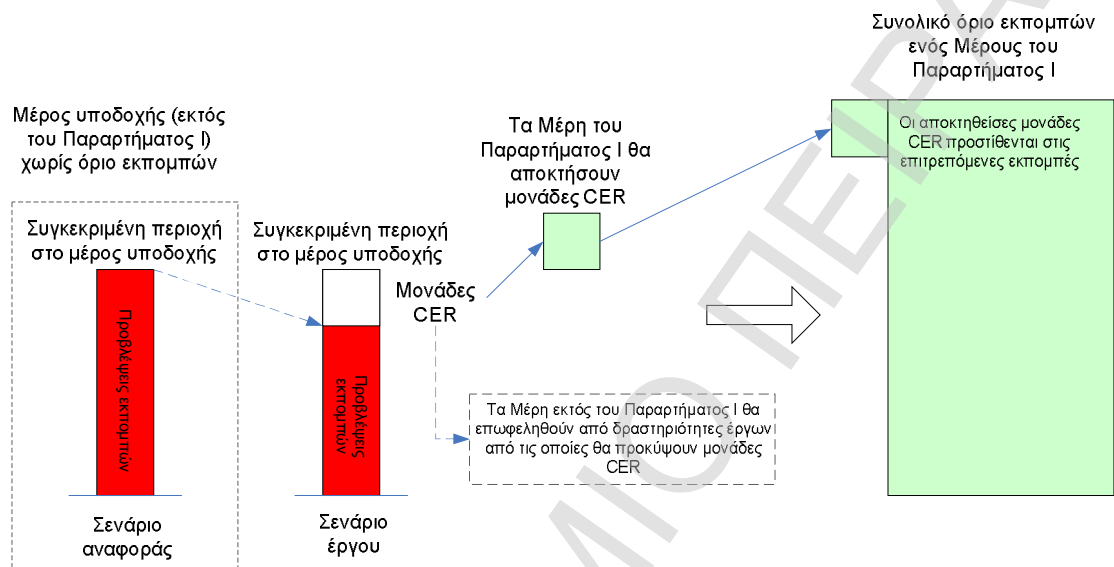 Συνολικό όριο εκπομπών
ενός Μέρους του
Παραρτήματος Ι
Μέρος υποδοχής (εκτός
του Παραρτήματος Ι)
χωρίς όριο εκπομπών
Τα Μέρη του
Παραρτήματος Ι θα
αποκτήσουν
μονάδες CER
Οι αποκτηθείσες μονάδες
CER προστίθενται στις
επιτρεπόμενες εκπομπές
Συγκεκριμένη περιοχή
στο μέρος υποδοχής
Συγκεκριμένη περιοχή
στο μέρος υποδοχής
Μονάδες
CER
Προβλέψεις εκπομπών
Προβλέψεις
εκπομπών
Τα Μέρη εκτός του Παραρτήματος Ι θα
επωφεληθούν από δραστηριότητες έργων
από τις οποίες θα προκύψουν μονάδες
CER
Σενάριο
αναφοράς
Σενάριο
έργου
ΜΙΟ ΠΕΙΡΑ